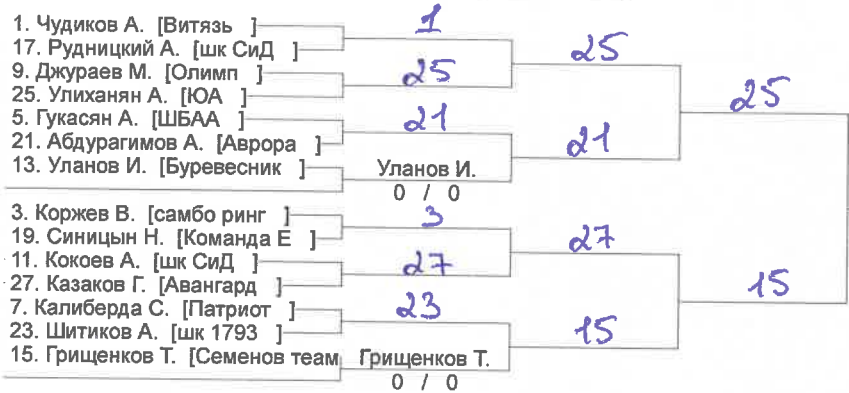 1. Чудиков А. [Витязь ] 1
17. Рудницкий А. [шк СиД ] 25
9. Джураев М. [Олимп ] 25
25. Улиханян А. [ЮА ] 25
5. Гукасян А. [ШБАА ] 21
21. Абдурагимов А. [Аврора ] 21
13. Уланов И. [Буревесник ] Уланов И.
0 / 0
3. Коржев В. [самбо ринг ] 3
19. Синицын Н. [Команда Е ] 27
11. Кокоев А. [шк СиД ] 27
27. Казаков Г. [Авангард ] 15
7. Калиберда С. [Патриот ] 23
23. Шитиков А. [шк 1793 ] 15
15. Грищенков Т. [Семенов теам Грищенков Т.
0 / 0